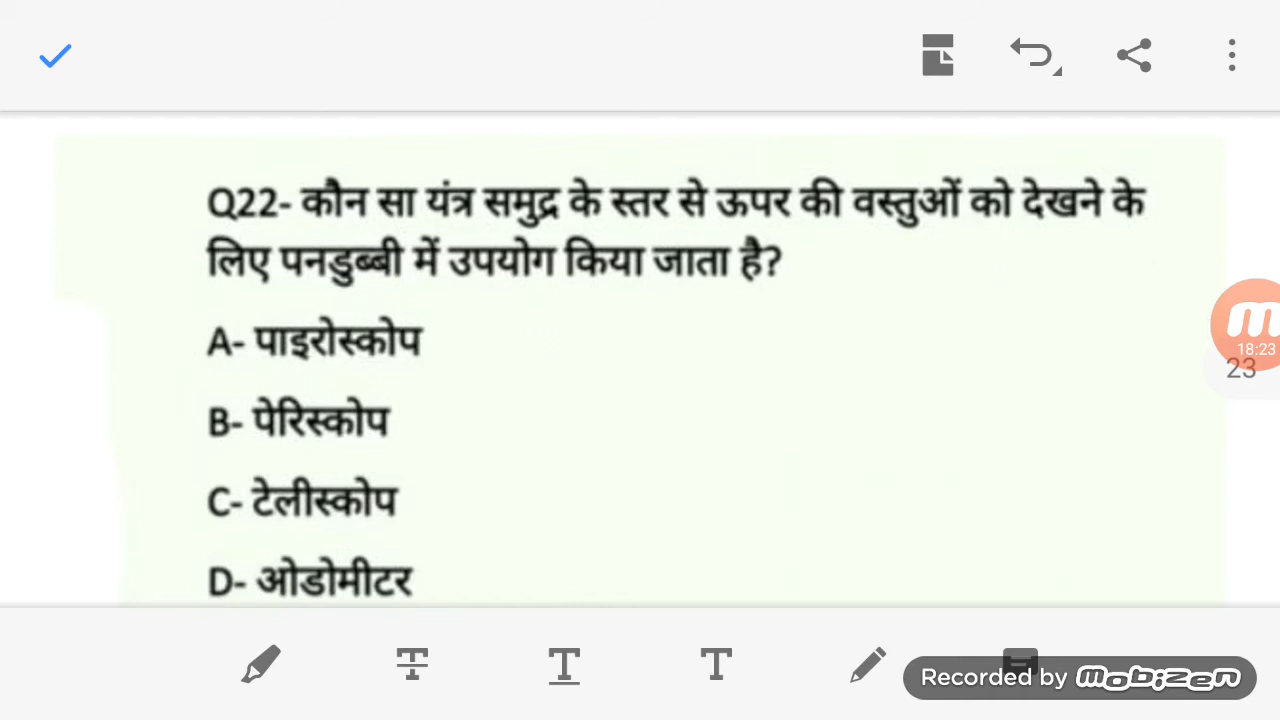 Q22- कौन सा यंत्र समुद्र के स्तर से ऊपर की वस्तुओं को देखने के
लिए पनडुब्बी में उपयोग किया जाता है?
A- पाइरोस्कोप
B- पेरिस्कोप
C- टेलीस्कोप
D- ओडोमीटर
18:23
23
T
T
T
Recorded by mobizen